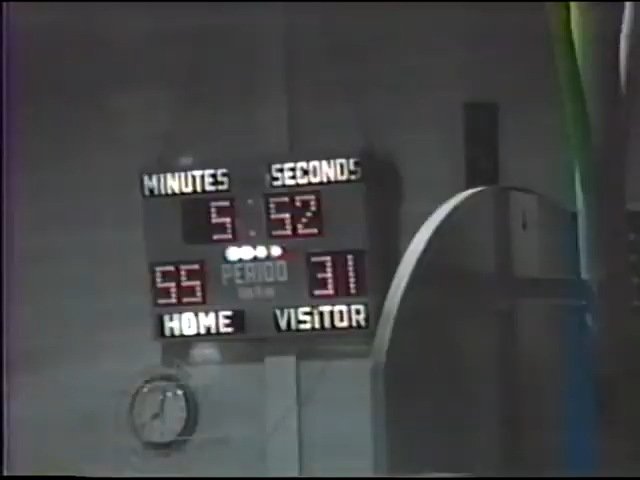 MINUTES SECONDS
5:52
PERIOD
55 31
HOME VISITOR